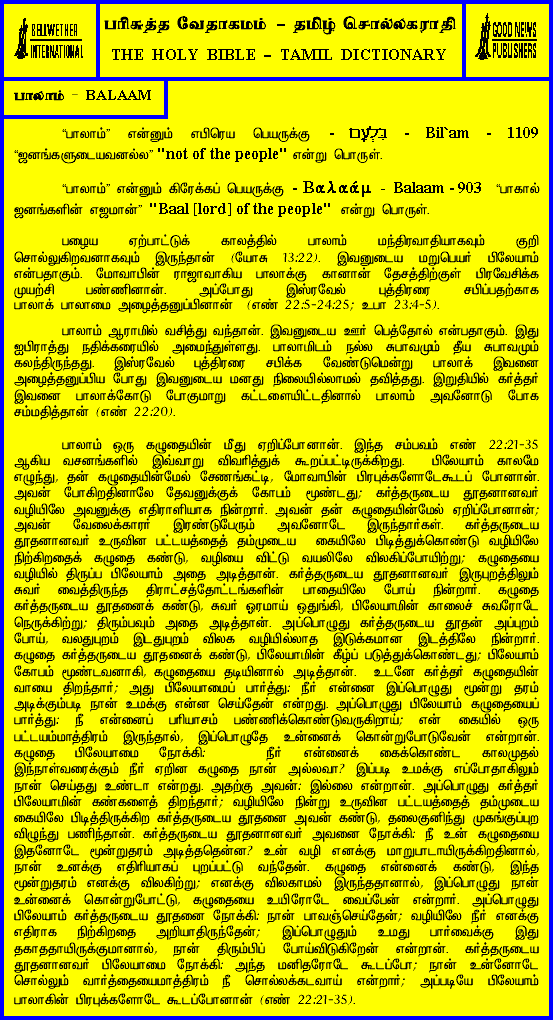 BELLWETHER
INTERNATIONAL
பரிசுத்த வேதாகமம் – தமிழ் சொல்லகராதி
THE HOLY BIBLE – TAMIL DICTIONARY
GOOD NEWS
PUBLISHERS
பாலாம் - BALAAM
“பாலாம்” என்னும் எபிரெய பெயருக்கு - בִּלְעָם - Bil`am - 1109
“ஜனங்களுடையவனல்ல” "not of the people" என்று பொருள்.
“பாலாம்” என்னும் கிரேக்கப் பெயருக்கு - Βαλαάμ - Balaam -903 “பாகால்
ஜனங்களின் எஜமான்” "Baal [lord] of the people" என்று பொருள்.
பழைய ஏற்பாட்டுக் காலத்தில் பாலாம் மந்திரவாதியாகவும் குறி
சொல்லுகிறவனாகவும் இருந்தான் (யோசு 13:22). இவனுடைய மறுபெயர் பிலேயாம்
என்பதாகும். மோவாபின் ராஜாவாகிய பாலாக்கு கானான் தேசத்திற்குள் பிரவேசிக்க
முயற்சி பண்ணினான். அப்போது இஸ்ரவேல் புத்திரரை சபிப்பதற்காக
பாலாக் பாலாமை அழைத்தனுப்பினான் (எண் 22:5-24:25; உபா 23:4-5).
பாலாம் ஆராமில் வசித்து வந்தான். இவனுடைய ஊர் பெத்தோல் என்பதாகும். இது
ஐபிராத்து நதிக்கரையில் அமைந்துள்ளது. பாலாமிடம் நல்ல சுபாவமும் தீய சுபாவமும்
கலந்திருந்தது. இஸ்ரவேல் புத்திரரை சபிக்க வேண்டுமென்று பாலாக் இவனை
அழைத்தனுப்பிய போது இவனுடைய மனது நிலையில்லாமல் தவித்தது. இறுதியில் கர்த்தர்
இவனை பாலாக்கோடு போகுமாறு கட்டளையிட்டதினால் பாலாம் அவனோடு போக
சம்மதித்தான் (எண் 22:20).
பாலாம் ஒரு கழுதையின் மீது ஏறிப்போனான். இந்த சம்பவம் எண் 22:21-35
ஆகிய வசனங்களில் இவ்வாறு விவரித்துக் கூறப்பட்டிருக்கிறது. பிலேயாம் காலமே
எழுந்து, தன் கழுதையின்மேல் சேணங்கட்டி, மோவாபின் பிரபுக்களோடேகூடப் போனான்.
அவன் போகிறதினாலே தேவனுக்குக் கோபம் மூண்டது; கர்த்தருடைய தூதனானவர்
வழியிலே அவனுக்கு எதிராளியாக நின்றார். அவன் தன் கழுதையின்மேல் ஏறிப்போனான்;
அவன் வேலைக்காரர் இரண்டுபேரும் அவனோடே இருந்தார்கள். கர்த்தருடைய
தூதனானவர் உருவின பட்டயத்தைத் தம்முடைய கையிலே பிடித்துக்கொண்டு வழியிலே
நிற்கிறதைக் கழுதை கண்டு, வழியை விட்டு வயலிலே விலகிப்போயிற்று; கழுதையை
வழியில் திருப்ப பிலேயாம் அதை அடித்தான். கர்த்தருடைய தூதனானவர் இருபுறத்திலும்
சுவர் வைத்திருந்த திராட்சத்தோட்டங்களின் பாதையிலே போய் நின்றார். கழுதை
கர்த்தருடைய தூதனைக் கண்டு, சுவர் ஓரமாய் ஒதுங்கி, பிலேயாமின் காலைச் சுவரோடே
நெருக்கிற்று; திரும்பவும் அதை அடித்தான். அப்பொழுது கர்த்தருடைய தூதன் அப்புறம்
போய், வலதுபுறம் இடதுபுறம் விலக வழியில்லாத இடுக்கமான இடத்திலே நின்றார்.
கழுதை கர்த்தருடைய தூதனைக் கண்டு, பிலேயாமின் கீழ்ப் படுத்துக்கொண்டது; பிலேயாம்
கோபம் மூண்டவனாகி, கழுதையை தடியினால் அடித்தான். உடனே கர்த்தர் கழுதையின்
வாயை திறந்தார்; அது பிலேயாமைப் பார்த்து: நீர் என்னை இப்பொழுது மூன்று தரம்
அடிக்கும்படி நான் உமக்கு என்ன செய்தேன் என்றது. அப்பொழுது பிலேயாம் கழுதையைப்
பார்த்து: நீ என்னைப் பரியாசம் பண்ணிக்கொண்டுவருகிறாய்; என் கையில் ஒரு
பட்டயம்மாத்திரம் இருந்தால், இப்பொழுதே உன்னைக் கொன்றுபோடுவேன் என்றான்.
கழுதை பிலேயாமை நோக்கி: நீர் என்னைக் கைக்கொண்ட காலமுதல்
இந்நாள்வரைக்கும் நீர் ஏறின கழுதை நான் அல்லவா? இப்படி உமக்கு எப்போதாகிலும்
நான் செய்தது உண்டா என்றது. அதற்கு அவன்: இல்லை என்றான். அப்பொழுது கர்த்தர்
பிலேயாமின் கண்களைத் திறந்தார்; வழியிலே நின்று உருவின பட்டயத்தைத் தம்முடைய
கையிலே பிடித்திருக்கிற கர்த்தருடைய தூதனை அவன் கண்டு, தலைகுனிந்து முகங்குப்புற
விழுந்து பணிந்தான். கர்த்தருடைய தூதனானவர் அவனை நோக்கி: நீ உன் கழுதையை
இதனோடே மூன்றுதரம் அடித்ததென்ன? உன் வழி எனக்கு மாறுபாடாயிருக்கிறதினால்,
நான் உனக்கு எதிரியாகப் புறப்பட்டு வந்தேன். கழுதை என்னைக் கண்டு, இந்த
மூன்றுதரம் எனக்கு விலகிற்று; எனக்கு விலகாமல் இருந்ததானால், இப்பொழுது நான்
உன்னைக் கொன்றுபோட்டு, கழுதையை உயிரோடே வைப்பேன் என்றார். அப்பொழுது
பிலேயாம் கர்த்தருடைய தூதனை நோக்கி: நான் பாவஞ்செய்தேன்; வழியிலே நீர் எனக்கு
எதிராக நிற்கிறதை அறியாதிருந்தேன்; இப்பொழுதும் உமது பார்வைக்கு இது
தகாததாயிருக்குமானால், நான் திரும்பிப் போய்விடுகிறேன் என்றான். கர்த்தருடைய
தூதனானவர் பிலேயாமை நோக்கி: அந்த மனிதரோடே கூடப்போ; நான் உன்னோடே
சொல்லும் வார்த்தையைமாத்திரம் நீ சொல்லக்கடவாய் என்றார்; அப்படியே பிலேயாம்
பாலாகின் பிரபுக்களோடே கூடப்போனான் (எண் 22:21-35).